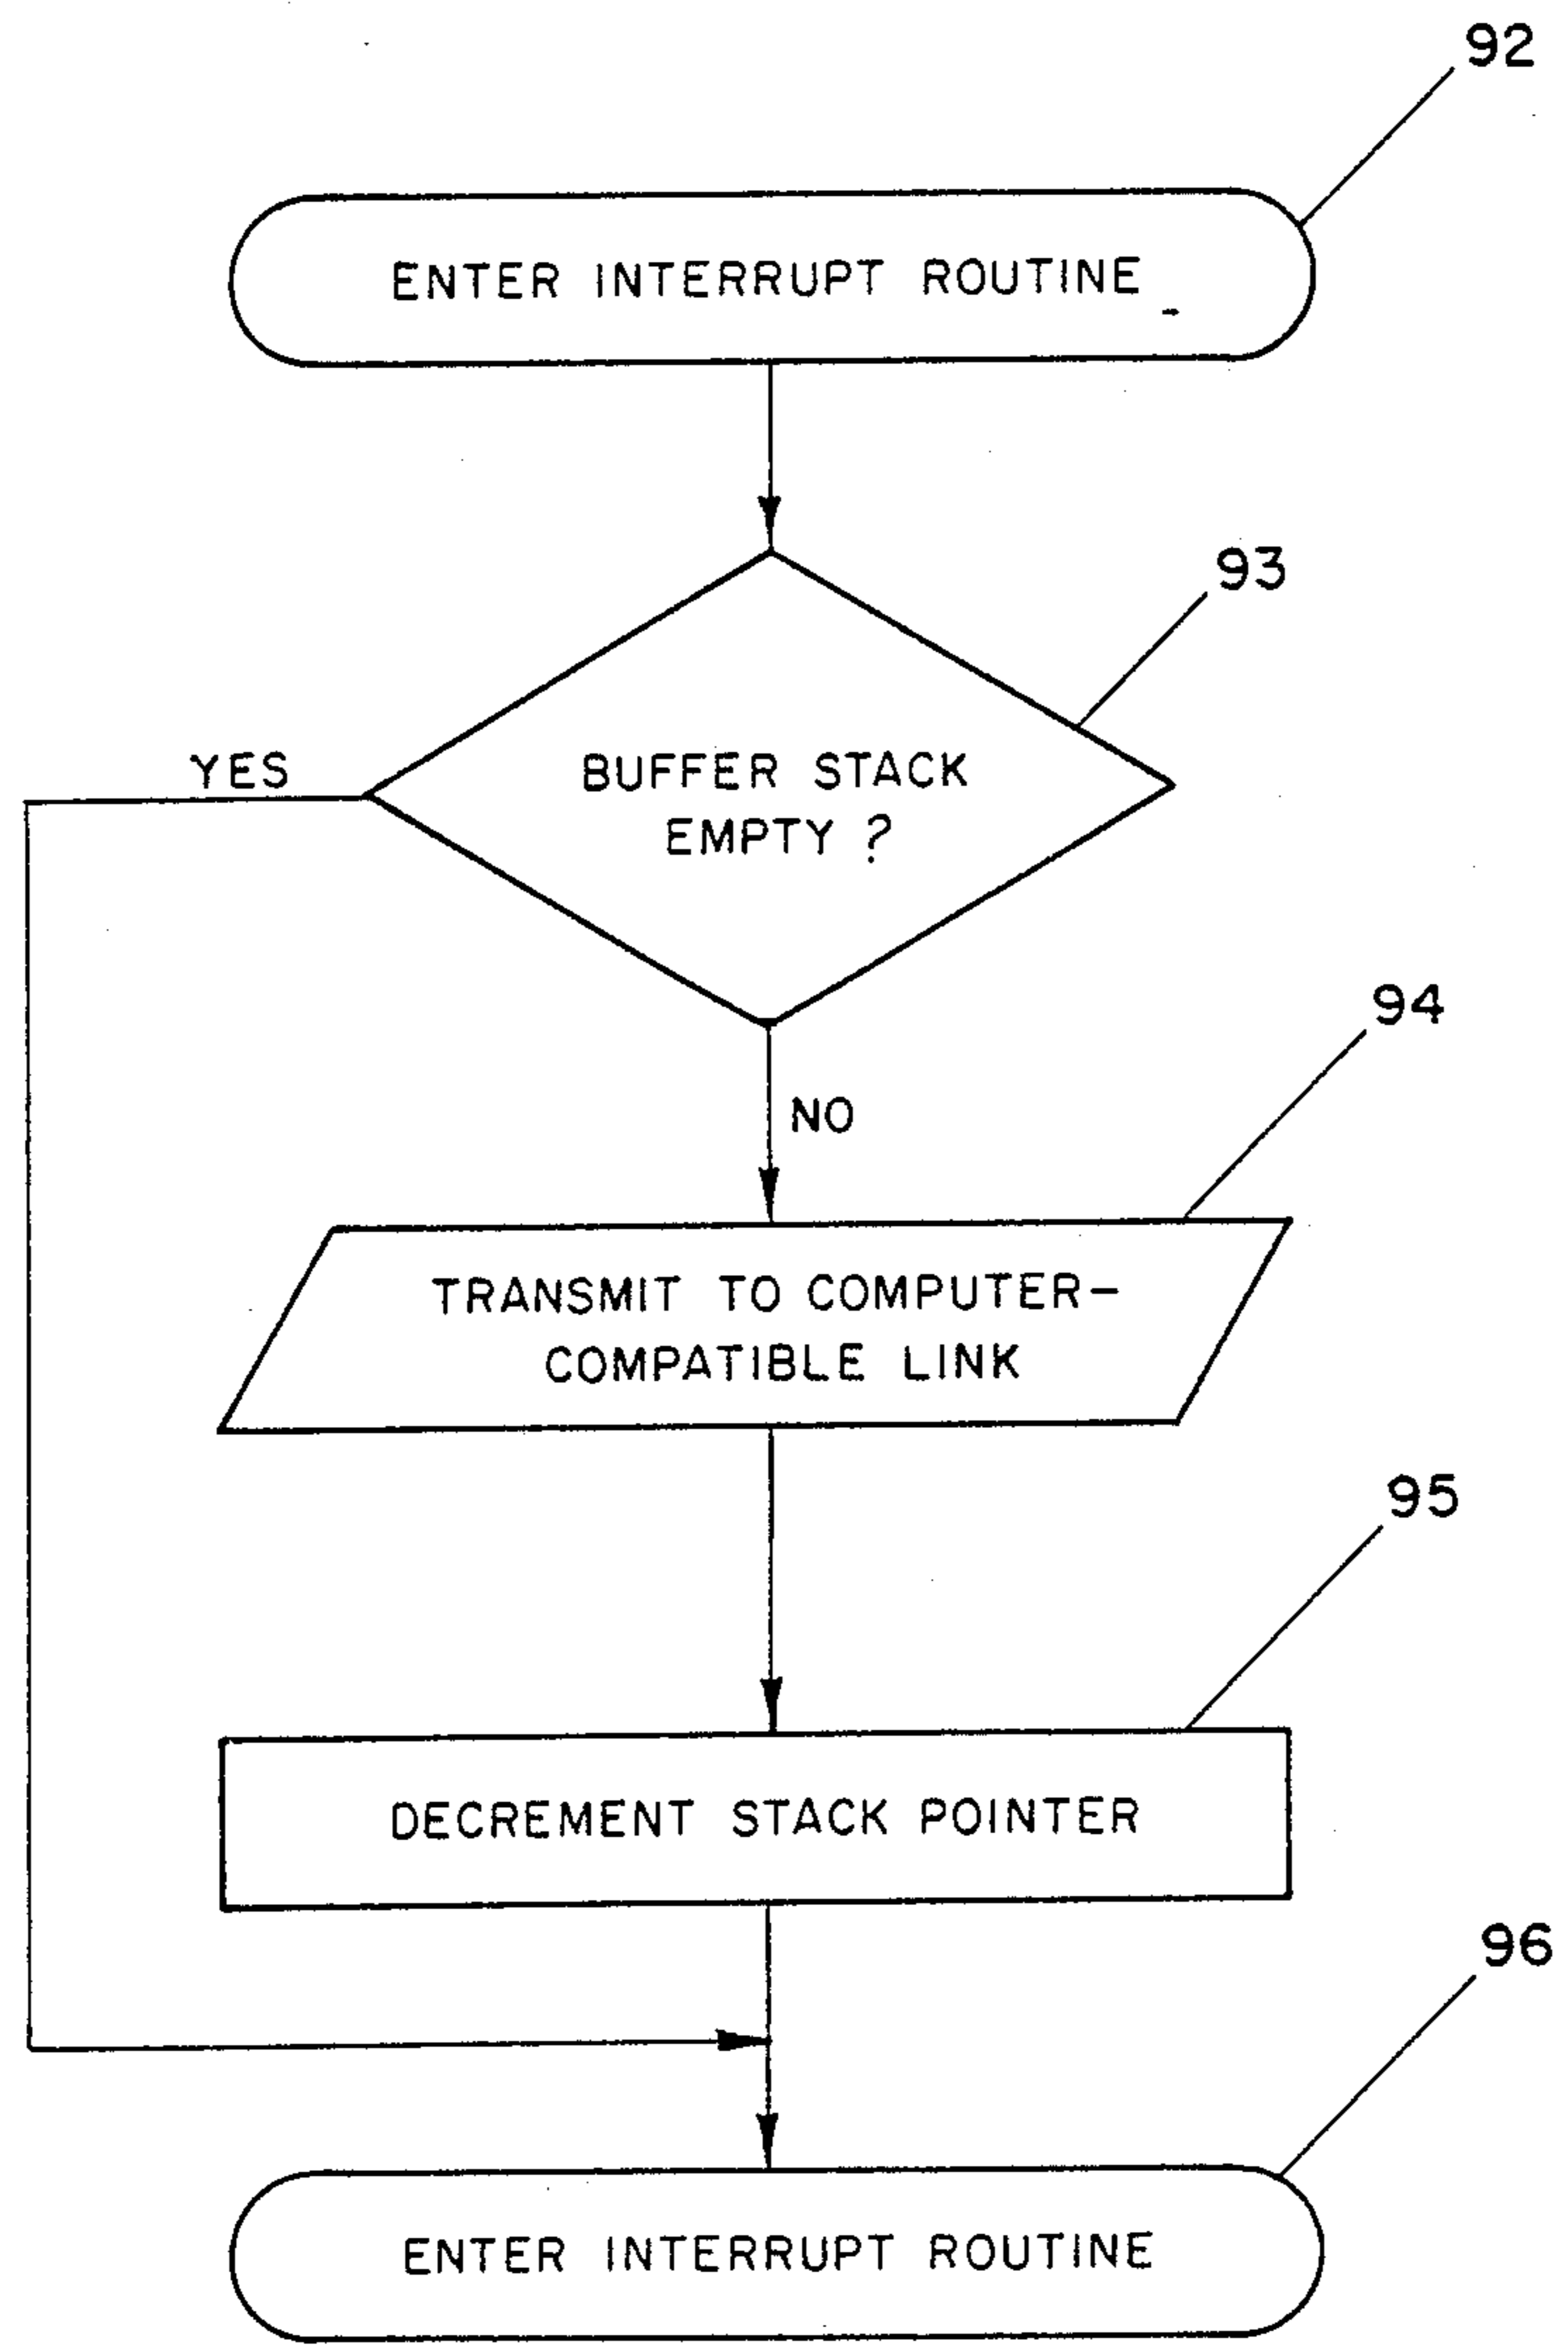 92
ENTER INTERRUPT ROUTINE
93
YES
BUFFER STACK
EMPTY ?
94
NO
TRANSMIT TO COMPUTER-
COMPATIBLE LINK
95
DECREMENT STACK POINTER
96
ENTER INTERRUPT ROUTINE